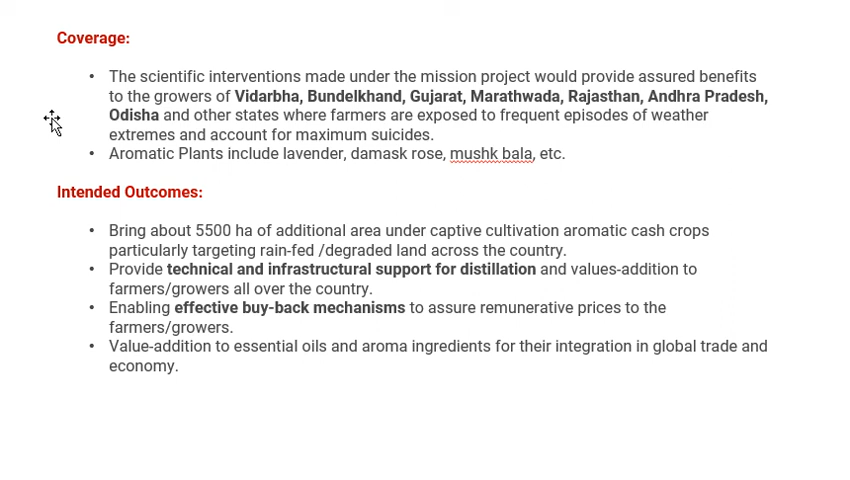 Coverage:
• The scientific interventions made under the mission project would provide assured benefits
to the growers of Vidarbha, Bundelkhand, Gujarat, Marathwada, Rajasthan, Andhra Pradesh,
Odisha and other states where farmers are exposed to frequent episodes of weather
extremes and account for maximum suicides.
• Aromatic Plants include lavender, damask rose, mushk bala, etc.
Intended Outcomes:
• Bring about 5500 ha of additional area under captive cultivation aromatic cash crops
particularly targeting rain-fed /degraded land across the country.
• Provide technical and infrastructural support for distillation and values-addition to
farmers/growers all over the country.
• Enabling effective buy-back mechanisms to assure remunerative prices to the
farmers/growers.
• Value-addition to essential oils and aroma ingredients for their integration in global trade and
economy.